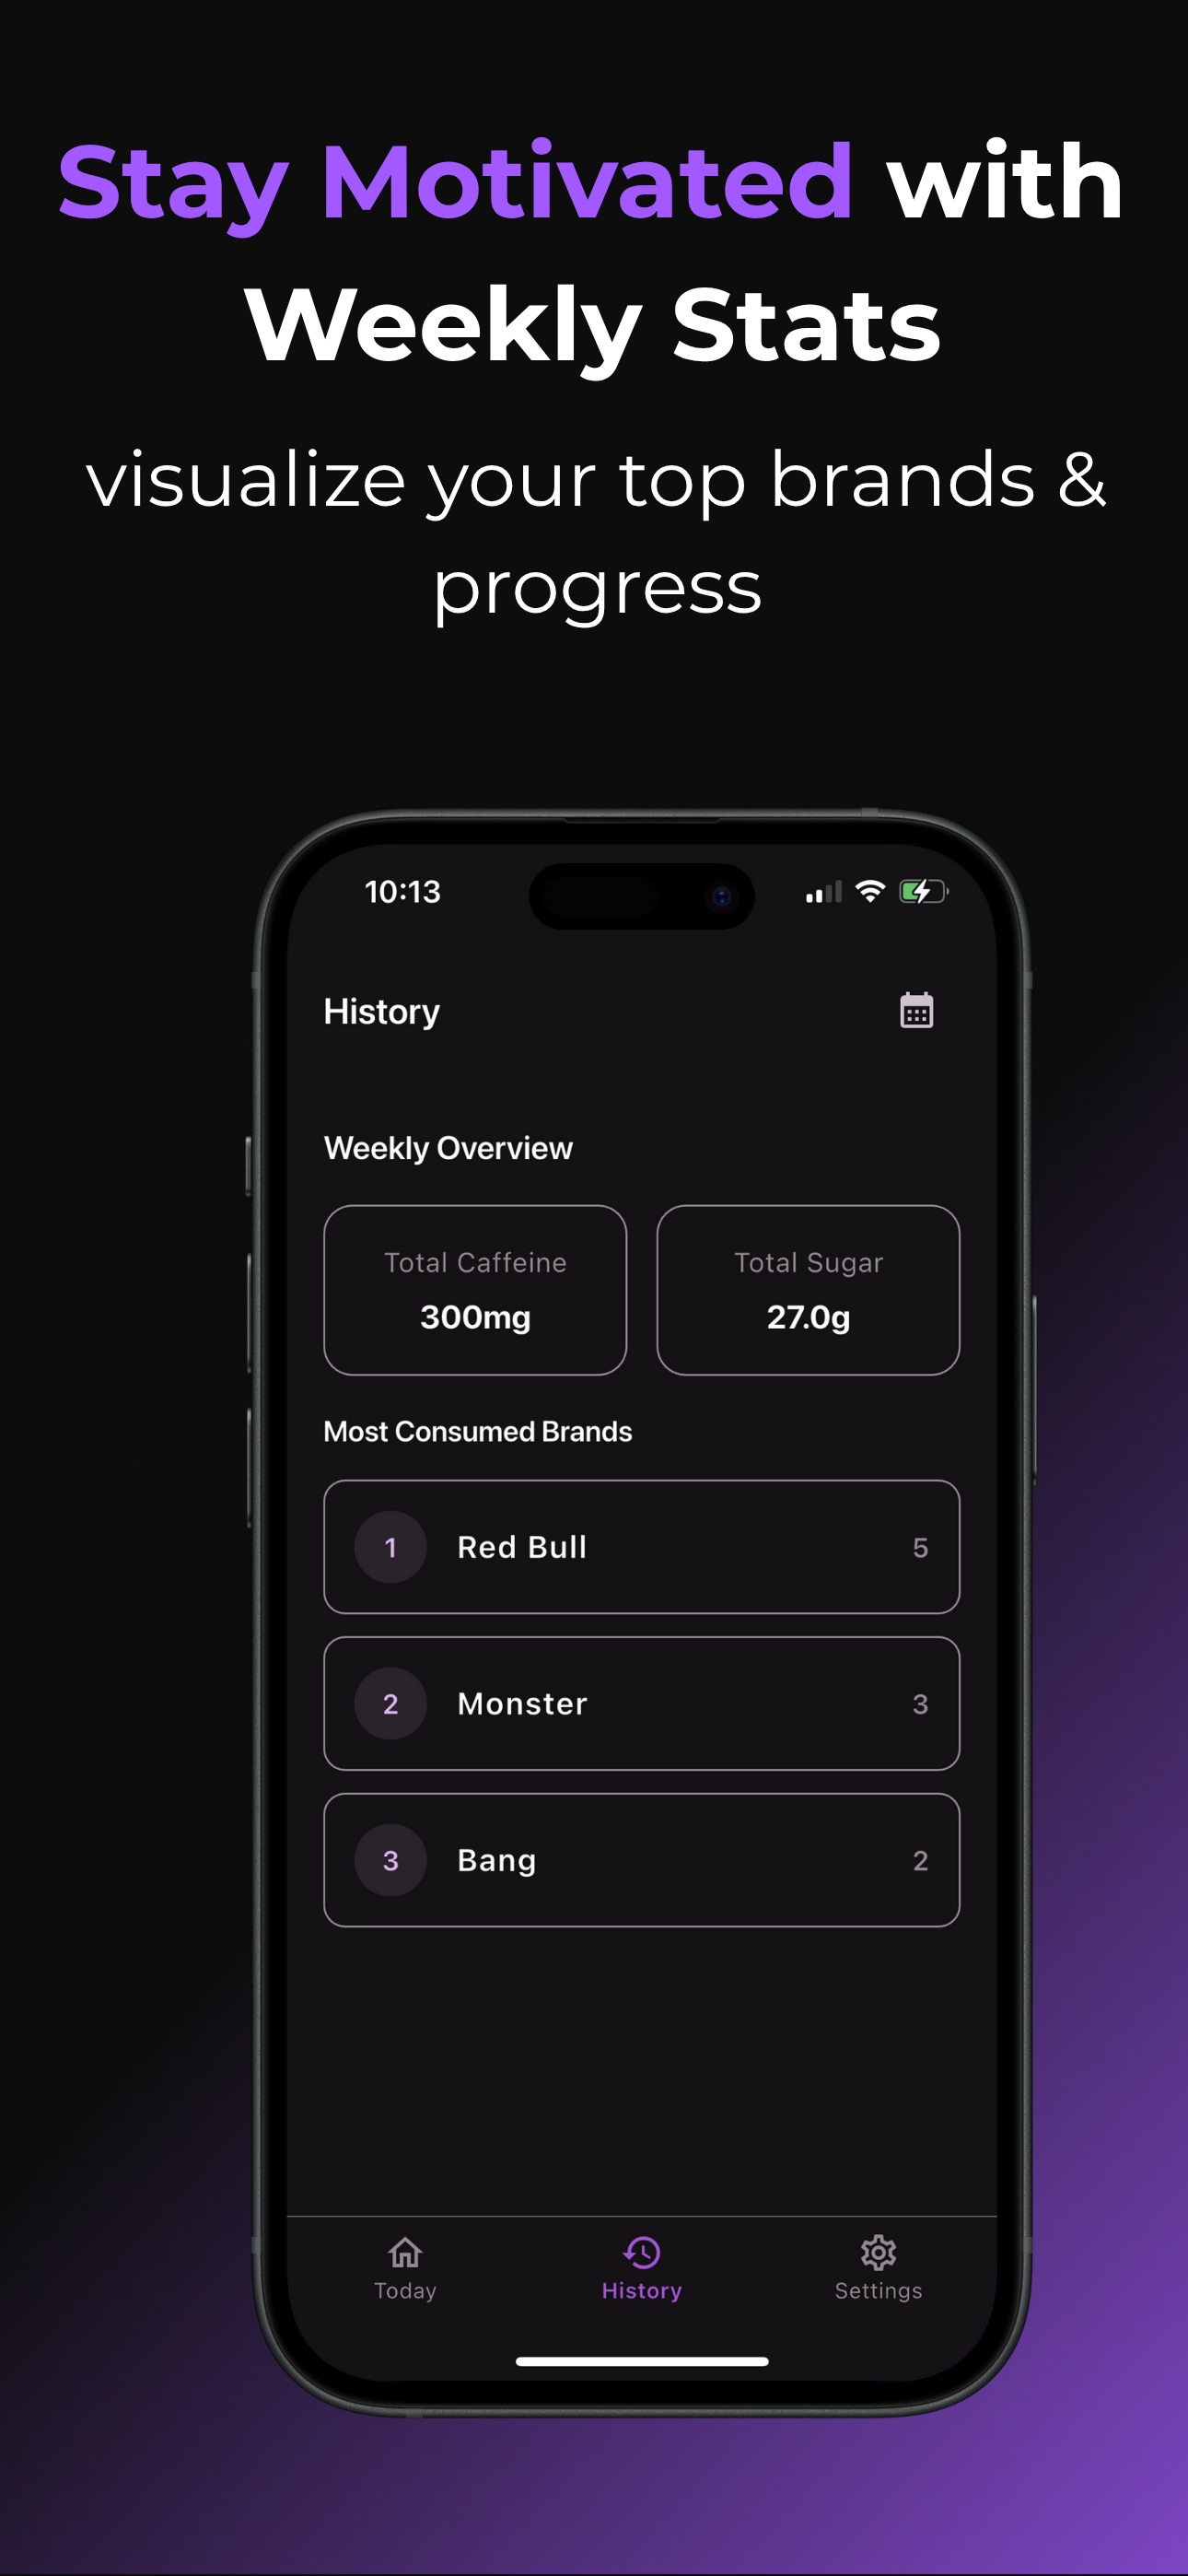 Stay Motivated with
Weekly Stats
visualize your top brands &
progress
10:13
History
Weekly Overview
Total Caffeine
300mg
Total Sugar
27.0g
Most Consumed Brands
1 Red Bull 5
2 Monster 3
3 Bang 2
Today History Settings